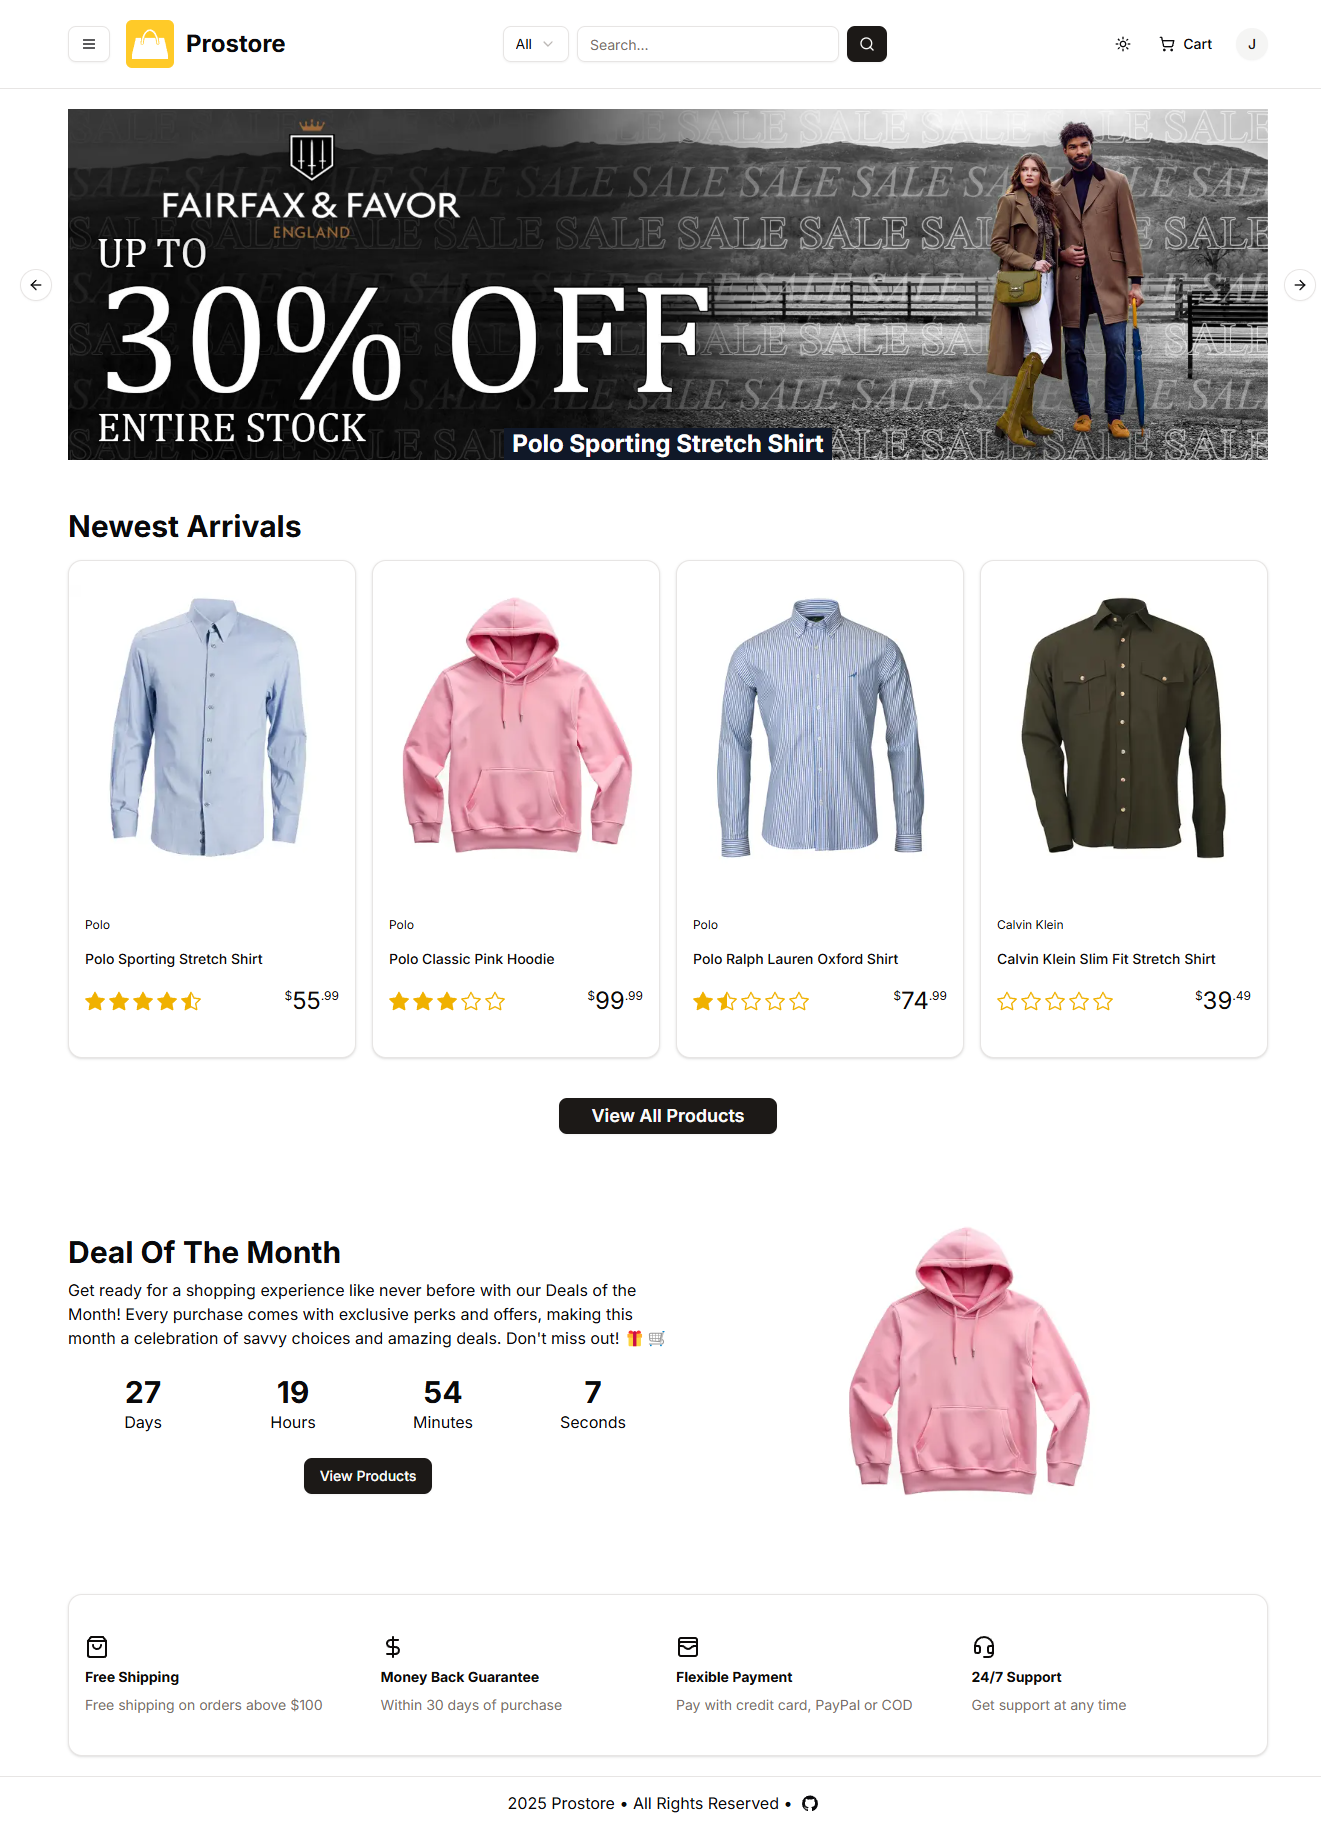 Prostore
All
Search...
Cart
J
FAIRFAX & FAVOR
ENGLAND
UP TO
30% OFF
ENTIRE STOCK
SALE SALE SALE SALE SALE
Polo Sporting Stretch Shirt
Newest Arrivals
Polo
Polo Sporting Stretch Shirt
$55.99
Polo
Polo Classic Pink Hoodie
$99.99
Polo
Polo Ralph Lauren Oxford Shirt
$74.99
Calvin Klein
Calvin Klein Slim Fit Stretch Shirt
$39.49
View All Products
Deal Of The Month
Get ready for a shopping experience like never before with our Deals of the
Month! Every purchase comes with exclusive perks and offers, making this
month a celebration of savvy choices and amazing deals. Don't miss out! 🎁 🛒
27
Days
19
Hours
54
Minutes
7
Seconds
View Products
Free Shipping
Free shipping on orders above $100
Money Back Guarantee
Within 30 days of purchase
Flexible Payment
Pay with credit card, PayPal or COD
24/7 Support
Get support at any time
2025 Prostore • All Rights Reserved •